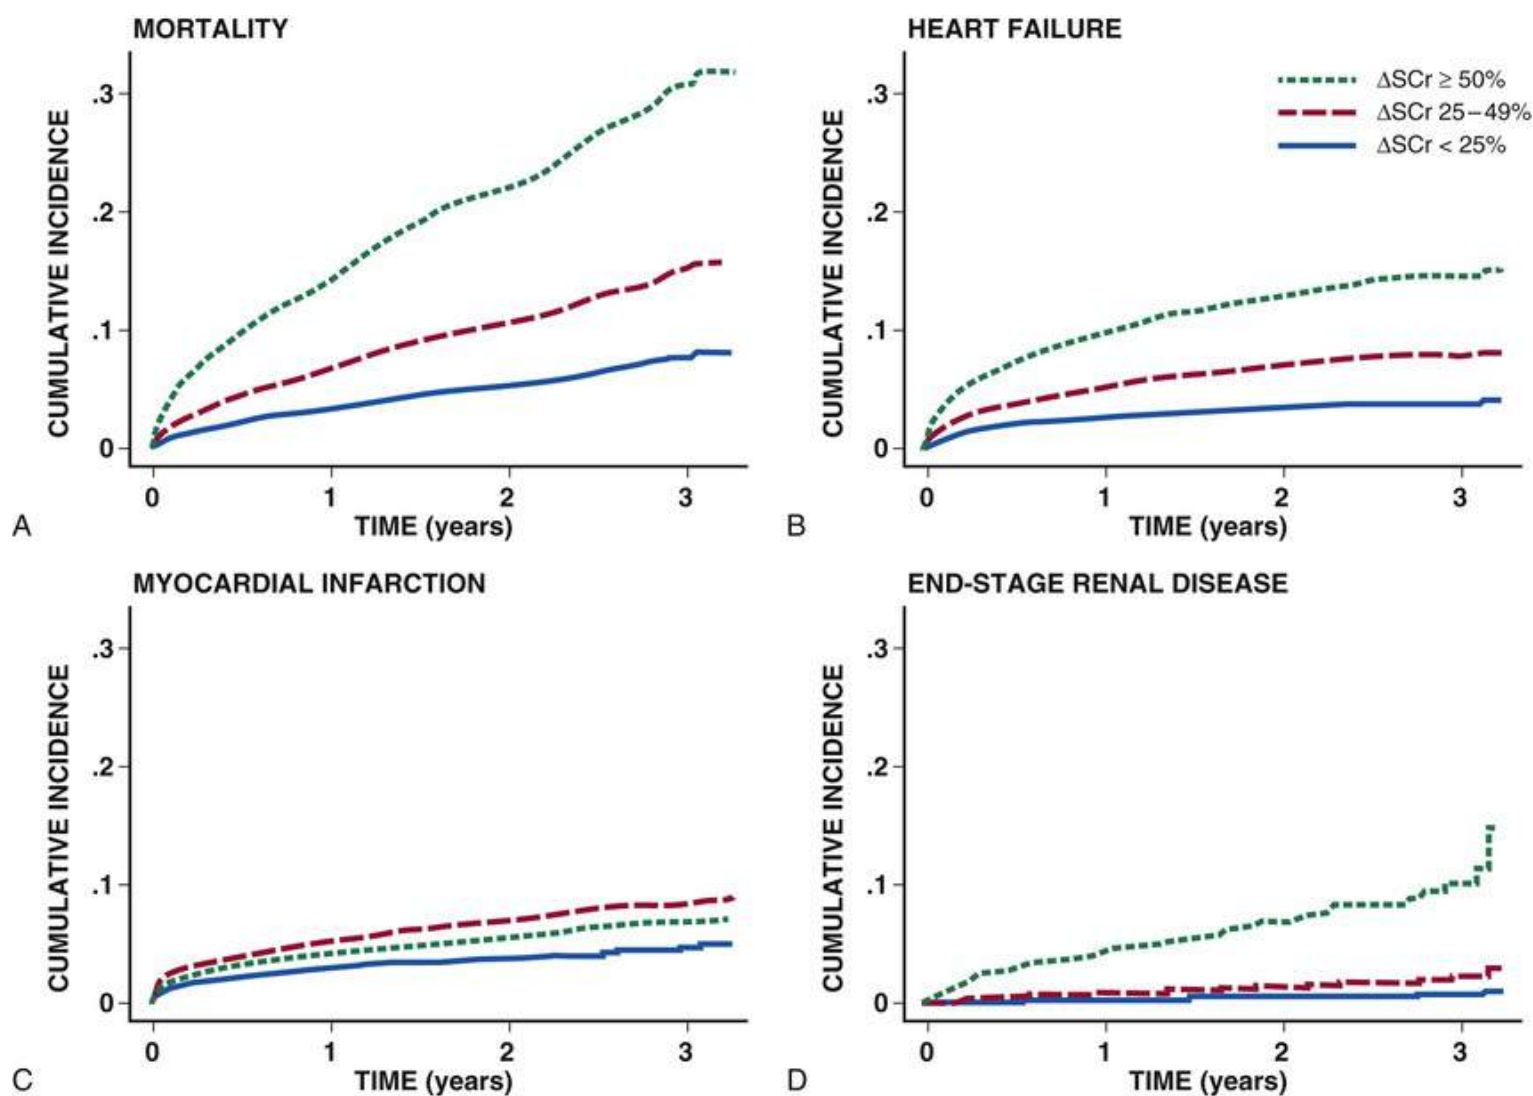 MORTALITY
CUMULATIVE INCIDENCE
.3
.2
.1
0
0 1 2 3
TIME (years)
A
HEART FAILURE
ΔSCr ≥ 50%
ΔSCr 25–49%
ΔSCr < 25%
CUMULATIVE INCIDENCE
.3
.2
.1
0
0 1 2 3
TIME (years)
B
MYOCARDIAL INFARCTION
CUMULATIVE INCIDENCE
.3
.2
.1
0
0 1 2 3
TIME (years)
C
END-STAGE RENAL DISEASE
CUMULATIVE INCIDENCE
.3
.2
.1
0
0 1 2 3
TIME (years)
D